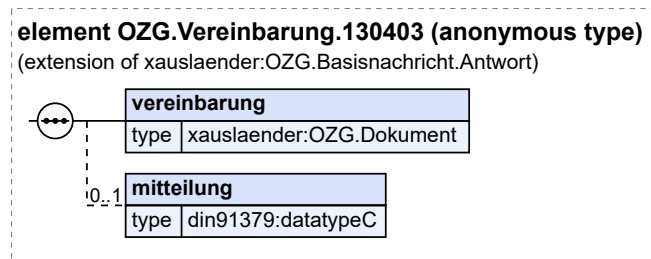 element OZG.Vereinbarung.130403 (anonymous type)
(extension of xauslaender:OZG.Basisnachricht.Antwort)
vereinbarung
type xauslaender:OZG.Dokument
0..1
mitteilung
type din91379:datatypeC